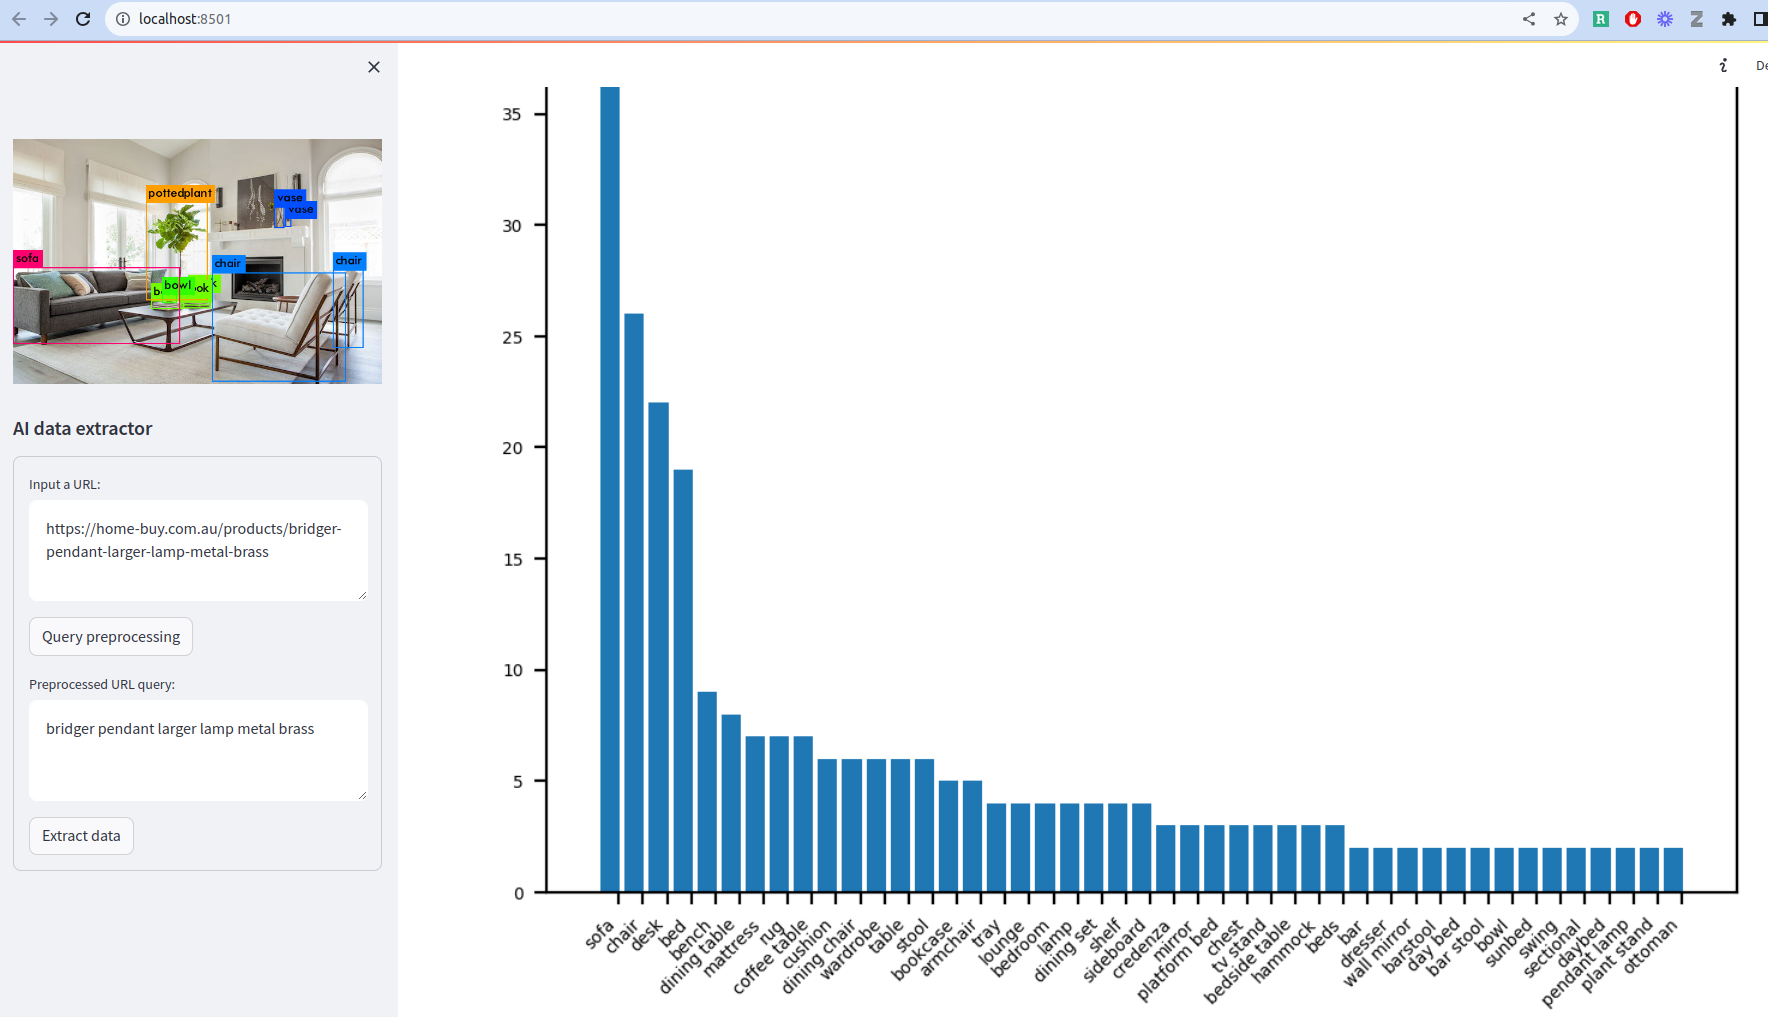 localhost:8501
R
Z
De
pottedplant
vase
vase
sofa
chair
chair
bowl
b
ok
k
AI data extractor
Input a URL:
https://home-buy.com.au/products/bridger-
pendant-larger-lamp-metal-brass
Query preprocessing
Preprocessed URL query:
bridger pendant larger lamp metal brass
Extract data
35
30
25
20
15
10
5
0
sofa
chair
desk
bed
bench
dining table
mattress
rug
coffee table
cushion
dining chair
wardrobe
table
stool
bookcase
armchair
tray
lounge
bedroom
lamp
dining set
shelf
sideboard
credenza
mirror
platform bed
chest
tv stand
bedside table
hammock
beds
bar
dresser
wall mirror
barstool
day bed
bar stool
bowl
sunbed
swing
sectional
daybed
pendant lamp
plant stand
ottoman